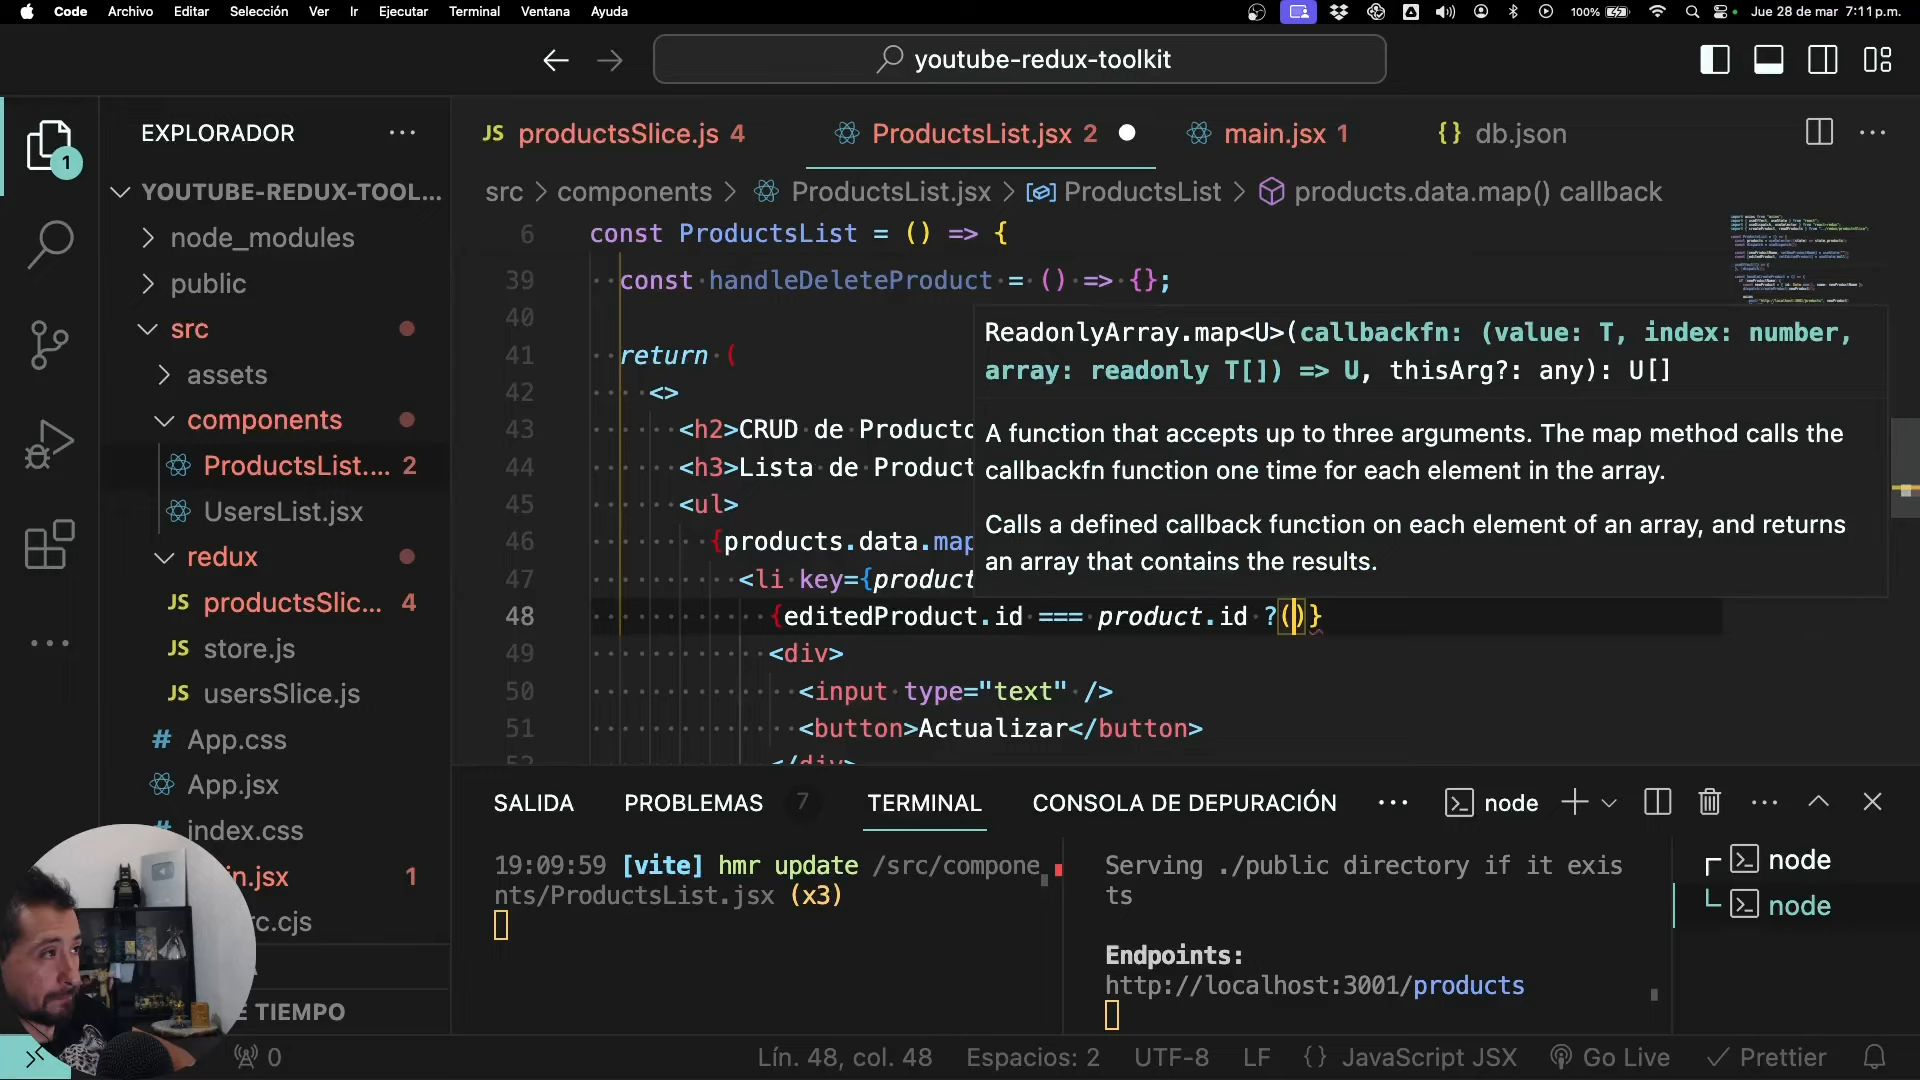 Code Archivo Editar Selección Ver Ir Ejecutar Terminal Ventana Ayuda 100% Jue 28 de mar 7:11 p.m.
youtube-redux-toolkit
EXPLORADOR
1
YOUTUBE-REDUX-TOOL...
node_modules
public
src
assets
components
ProductsList.... 2
UsersList.jsx
redux
JS productsSlic... 4
JS store.js
JS usersSlice.js
# App.css
App.jsx
index.css
in.jsx 1
rc.cjs
E TIEMPO
JS productsSlice.js 4 ProductsList.jsx 2 main.jsx 1 {} db.json
src > components > ProductsList.jsx > ProductsList > products.data.map() callback
6 const ProductsList = () => {
39 const handleDeleteProduct = () => {};
40
41 return (
42 <>
43 <h2>CRUD de Producto
44 <h3>Lista de Product
45 <ul>
46 {products.data.map
47 <li key={product
48 {editedProduct.id === product.id ?()}
49 <div>
50 <input type="text" />
51 <button>Actualizar</button>
52 </div>
ReadonlyArray.map<U>(callbackfn: (value: T, index: number,
array: readonly T[]) => U, thisArg?: any): U[]
A function that accepts up to three arguments. The map method calls the
callbackfn function one time for each element in the array.
Calls a defined callback function on each element of an array, and returns
an array that contains the results.
SALIDA PROBLEMAS 7 TERMINAL CONSOLA DE DEPURACIÓN node
19:09:59 [vite] hmr update /src/compone
nts/ProductsList.jsx (x3)
Serving ./public directory if it exis
ts
Endpoints:
http://localhost:3001/products
node
node
0 Lín. 48, col. 48 Espacios: 2 UTF-8 LF {} JavaScript JSX Go Live Prettier